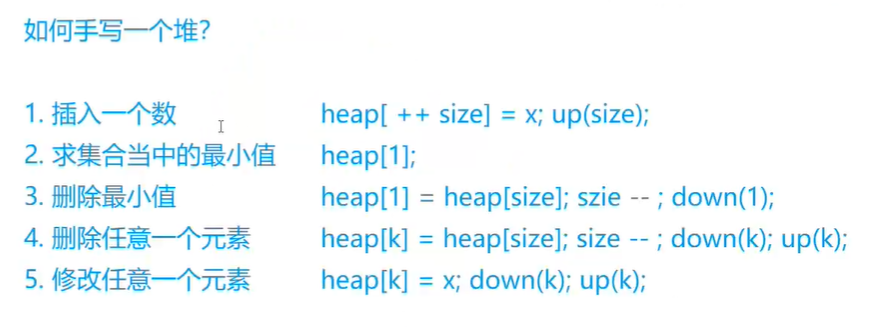 如何手写一个堆？
1. 插入一个数 heap[ ++ size] = x; up(size);
2. 求集合当中的最小值 heap[1];
3. 删除最小值 heap[1] = heap[size]; szie -- ; down(1);
4. 删除任意一个元素 heap[k] = heap[size]; size -- ; down(k); up(k);
5. 修改任意一个元素 heap[k] = x; down(k); up(k);